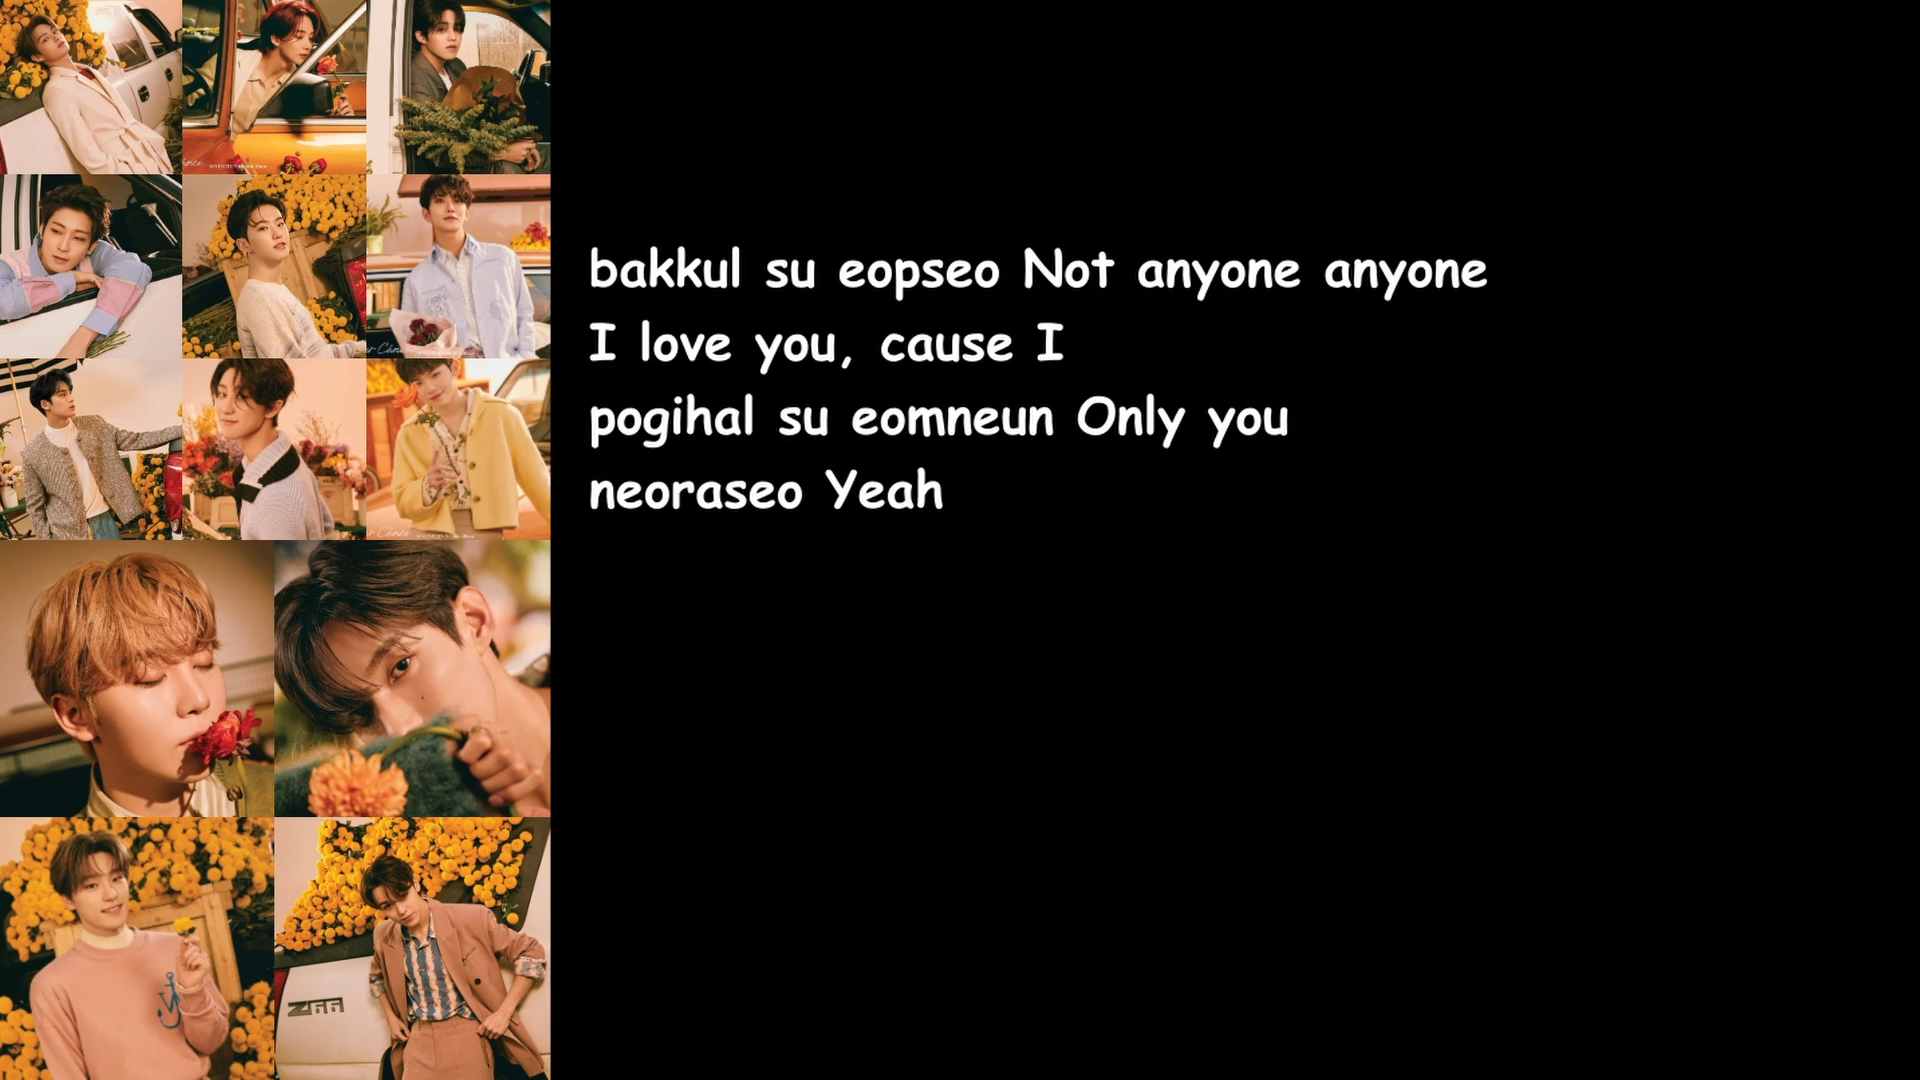 bakkul su eopseo Not anyone anyone
I love you, cause I
pogihal su eomneun Only you
neoraseo Yeah